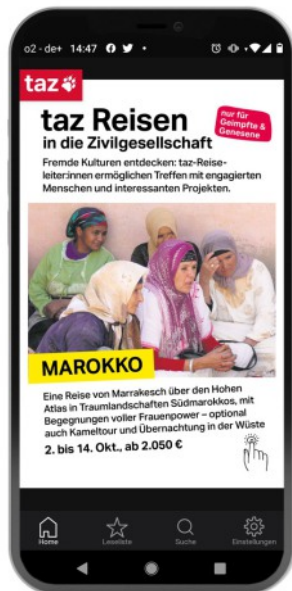 o2 - de+ 14:47
taz
taz Reisen
in die Zivilgesellschaft
nur für
Geimpfte &
Genesene
Fremde Kulturen entdecken: taz-Reise-
leiter:innen ermöglichen Treffen mit engagierten
Menschen und interessanten Projekten.
MAROKKO
Eine Reise von Marrakesch über den Hohen
Atlas in Traumlandschaften Südmarokkos, mit
Begegnungen voller Frauenpower – optional
auch Kameltour und Übernachtung in der Wüste
2. bis 14. Okt., ab 2.050 €
Home Leseliste Suche Einstellungen